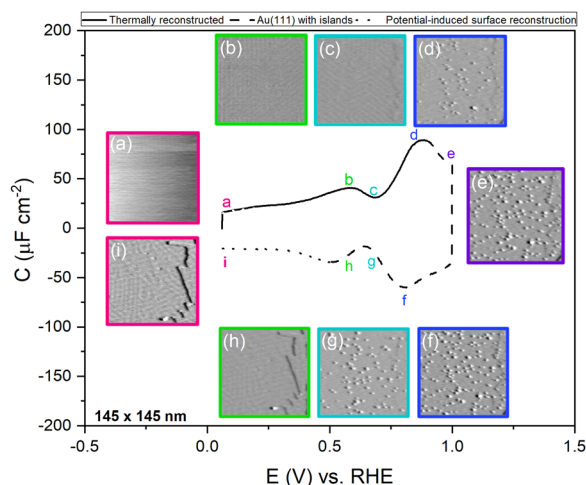 Thermally reconstructed Au(111) with islands Potential-induced surface reconstruction
(b) (c) (d)
(a)
(e)
(i)
(h) (g) (f)
a b c d e
i h g f
200
150
100
50
0
-50
-100
-150
-200
C (µF cm-2)
145 x 145 nm
-0.5 0.0 0.5 1.0 1.5
E (V) vs. RHE